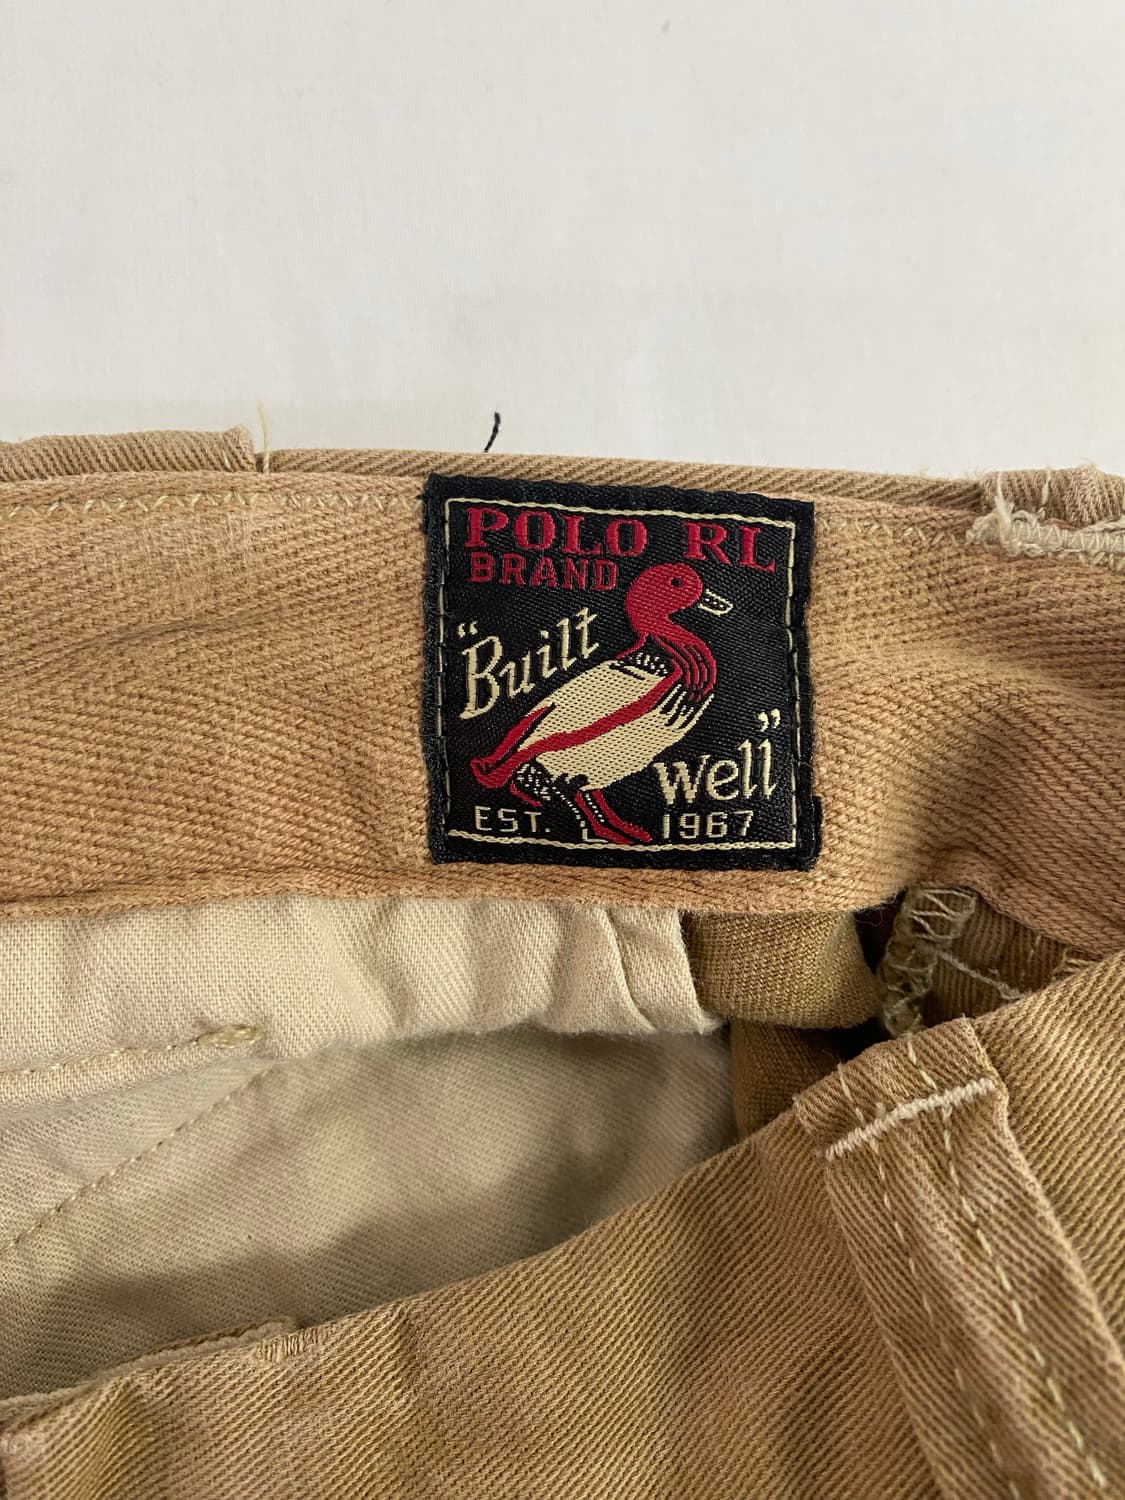 POLO RL
BRAND
"Built
Well"
EST. 1967